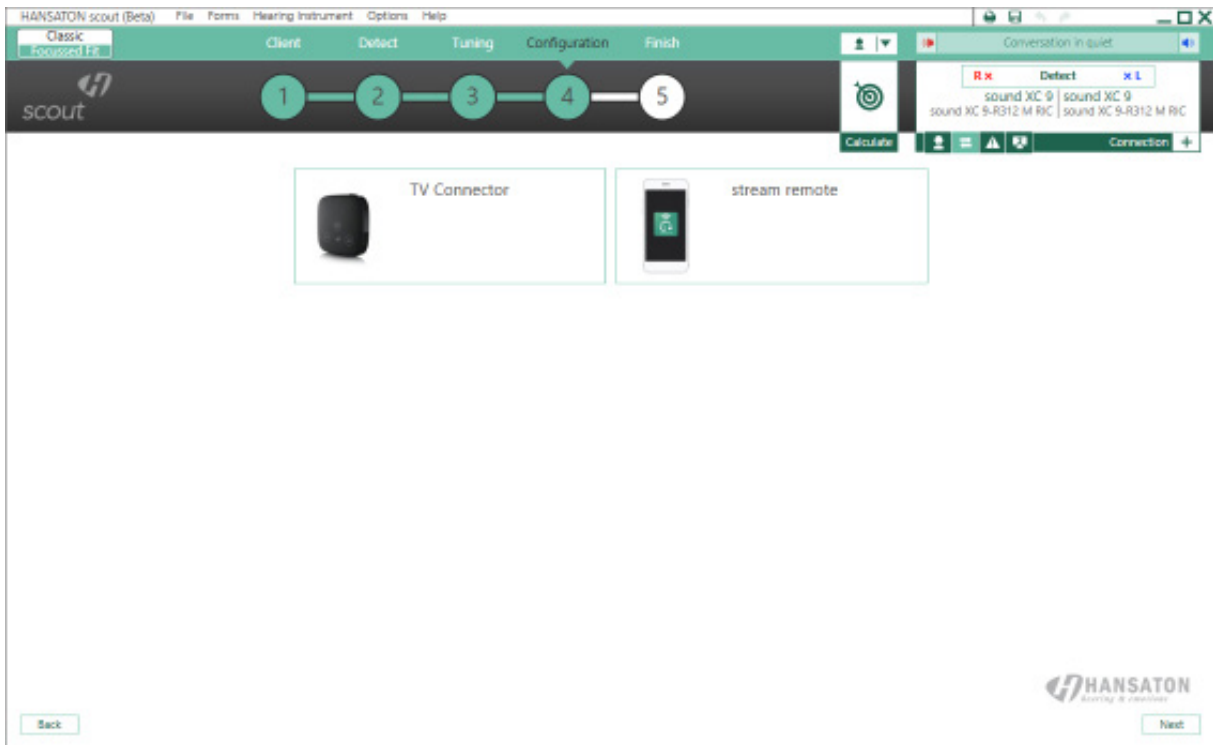 HANSATON scout (Beta) File Forms Hearing Instrument Options Help
Classic
Focussed Fit
Client Detect Tuning Configuration Finish
Conversation in quiet
scout
1 2 3 4 5
R x Detect x L
sound XC 9 | sound XC 9
sound XC 9-R312 M RIC | sound XC 9-R312 M RIC
Calculate
Connection +
TV Connector
stream remote
HANSATON
hearing & emotions
Back
Next